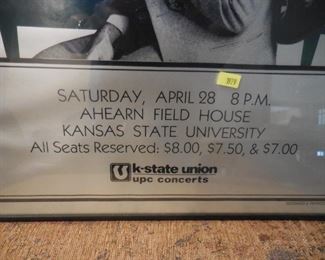 SATURDAY, APRIL 28 8 P.M.
AHEARN FIELD HOUSE
KANSAS STATE UNIVERSITY
All Seats Reserved: $8.00, $7.50, & $7.00
k-state union
upc concerts